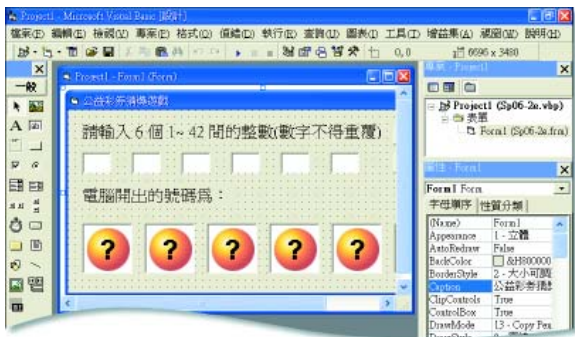 Project1 - Microsoft Visual Basic [設計]
檔案(F) 編輯(E) 檢視(V) 專案(P) 格式(O) 偵錯(D) 執行(R) 查詢(U) 圖表(I) 工具(T) 增益集(A) 視窗(W) 說明(H)
0, 0 6696 x 3480
一般
Project1 - Form1 (Form)
公益彩券猜獎遊戲
請輸入 6 個 1~ 42 間的整數(數字不得重覆)
電腦開出的號碼為：
? ? ? ? ?
Project1 (Sp06-2a.vbp)
表單
Form1 (Sp06-2a.frm)
屬性 - Form1
Form1 Form
字母順序 性質分類
(Name) Form1
Appearance 1 - 立體
AutoRedraw False
BackColor &H800000
BorderStyle 2 - 大小可調
Caption 公益彩券猜獎
ClipControls True
ControlBox True
DrawMode 13 - Copy Pen
DrawStyle